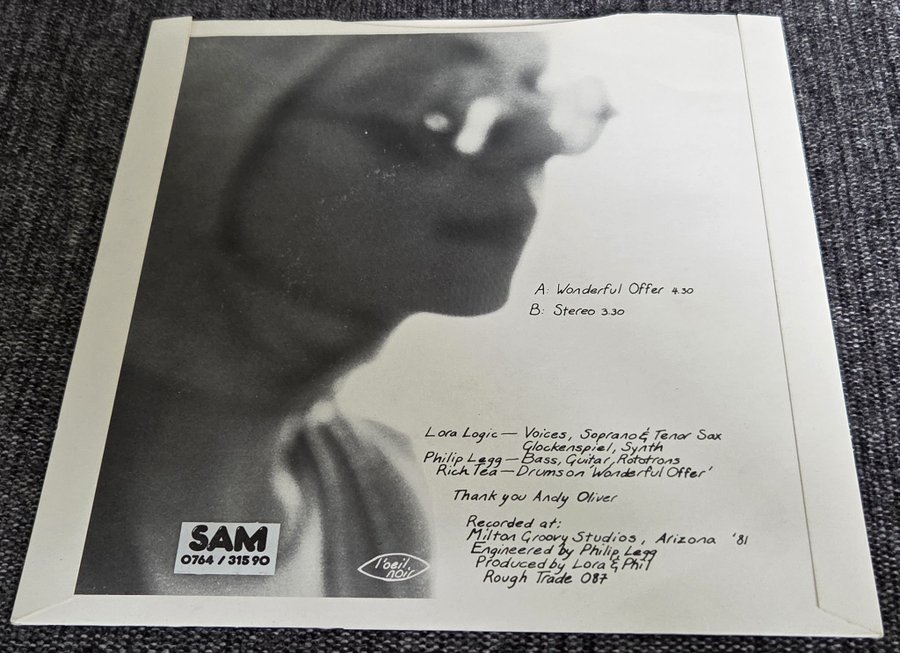 A: Wonderful Offer 4.30
B: Stereo 3.30
Lora Logic — Voices, Soprano & Tenor Sax
Glockenspiel, Synth
Philip Legg — Bass, Guitar, Rototrons
Rich Tea — Drums on 'Wonderful Offer'
Thank you Andy Oliver
Recorded at:
Milton Groovy Studios, Arizona '81
Engineered by Philip Legg
Produced by Lora & Phil
Rough Trade 087
SAM
0764 / 315 90
l'oeil
noir